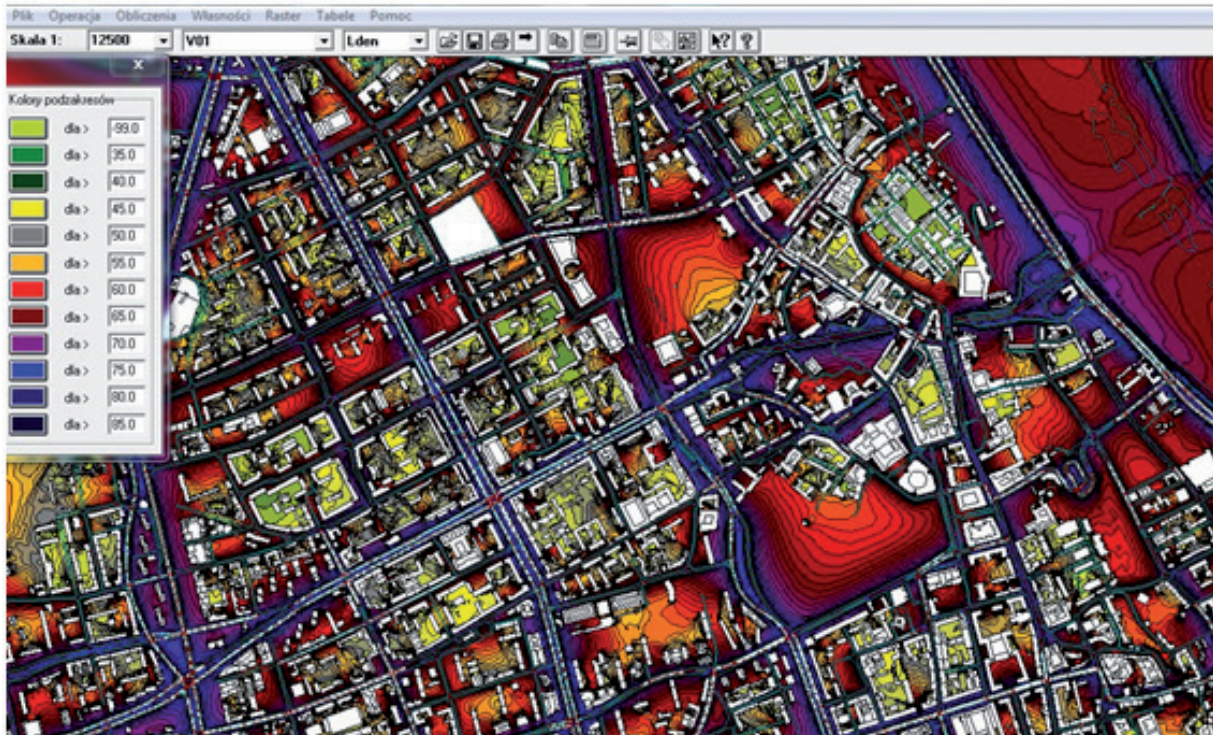 Plik Operacja Obliczenia Własności Raster Tabele Pomoc
Skala 1: 12500 V01 Lden
x
Kolory podzakresów
dla > -99.0
dla > 35.0
dla > 40.0
dla > 45.0
dla > 50.0
dla > 55.0
dla > 60.0
dla > 65.0
dla > 70.0
dla > 75.0
dla > 80.0
dla > 85.0